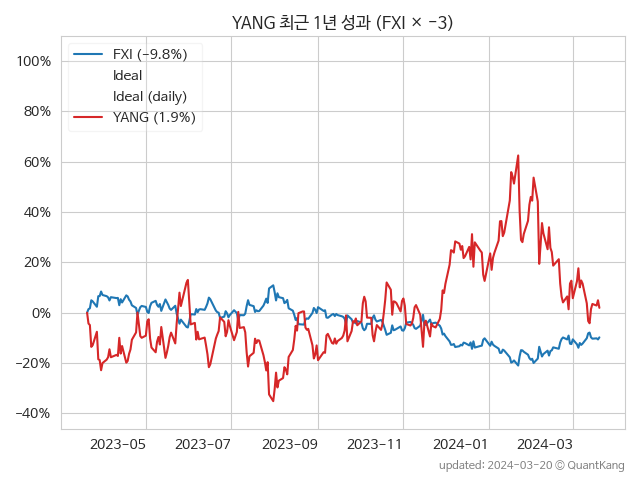 YANG 최근 1년 성과 (FXI × −3)
FXI (−9.8%)
Ideal
Ideal (daily)
YANG (1.9%)
100%
80%
60%
40%
20%
0%
−20%
−40%
2023−05
2023−07
2023−09
2023−11
2024−01
2024−03
updated: 2024−03−20 © QuantKang